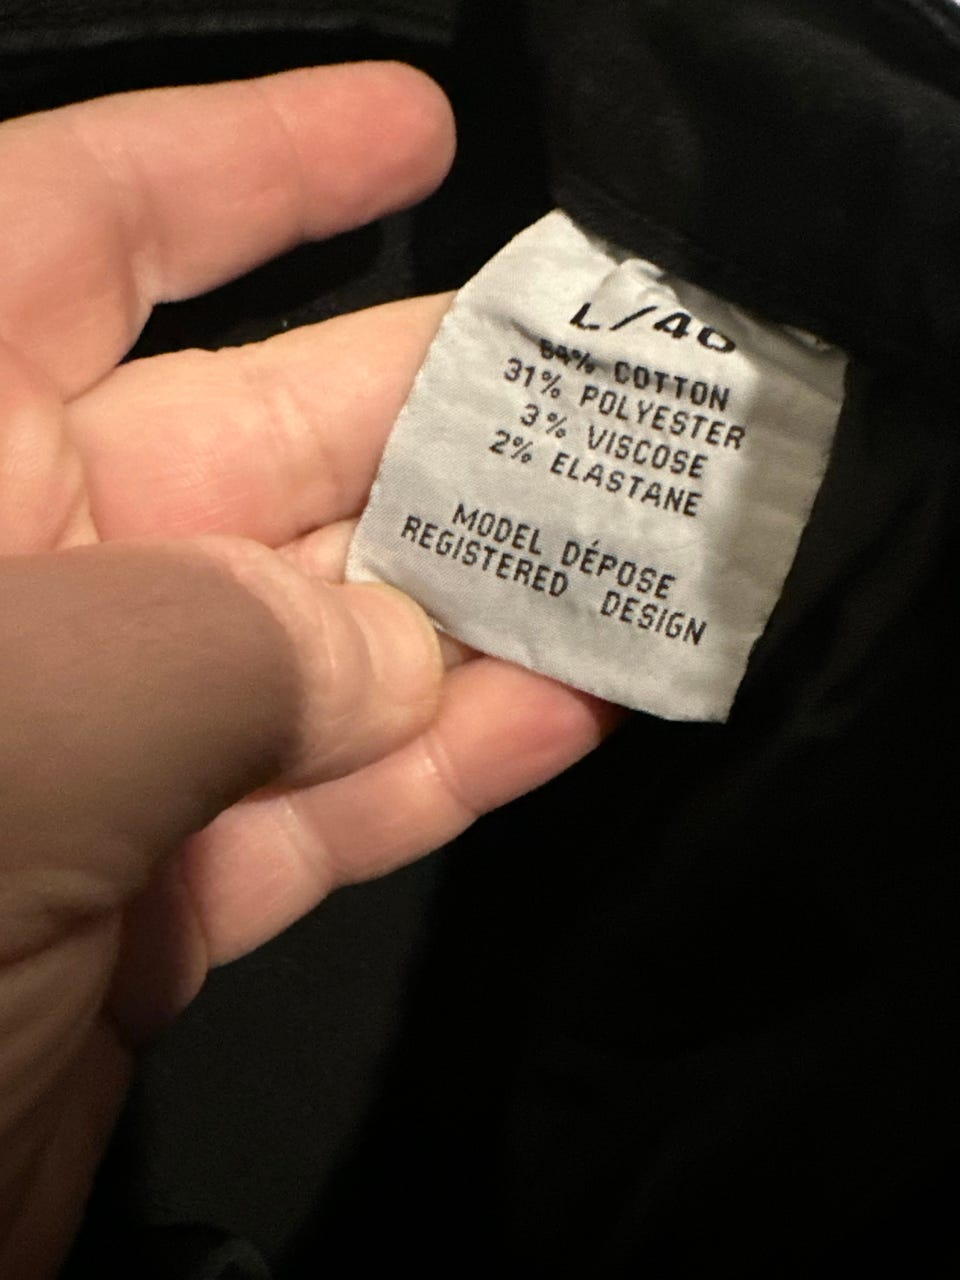 L/46
64% COTTON
31% POLYESTER
3% VISCOSE
2% ELASTANE
MODEL DÉPOSE
REGISTERED DESIGN